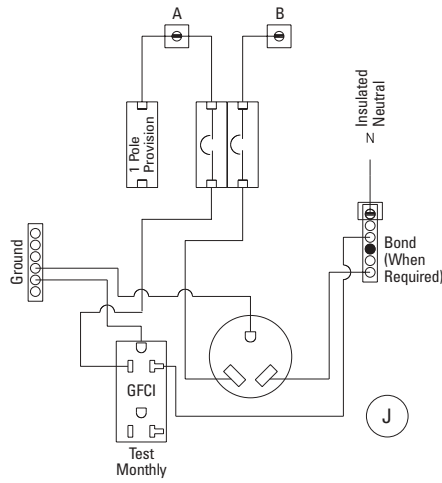 A
B
1 Pole
Provision
Insulated
Neutral
N
Ground
Bond
(When
Required)
GFCI
J
Test
Monthly